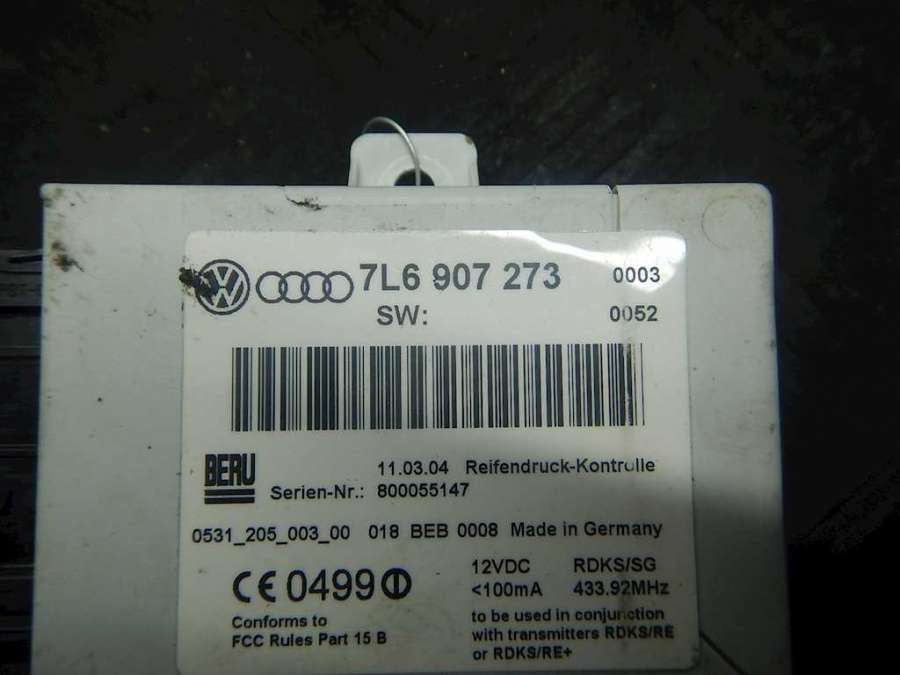 7L6 907 273 0003
SW: 0052
BERU
11.03.04 Reifendruck-Kontrolle
Serien-Nr.: 800055147
0531_205_003_00 018 BEB 0008 Made in Germany
CE 0499
12VDC RDKS/SG
<100mA 433.92MHz
Conforms to
FCC Rules Part 15 B
to be used in conjunction
with transmitters RDKS/RE
or RDKS/RE+